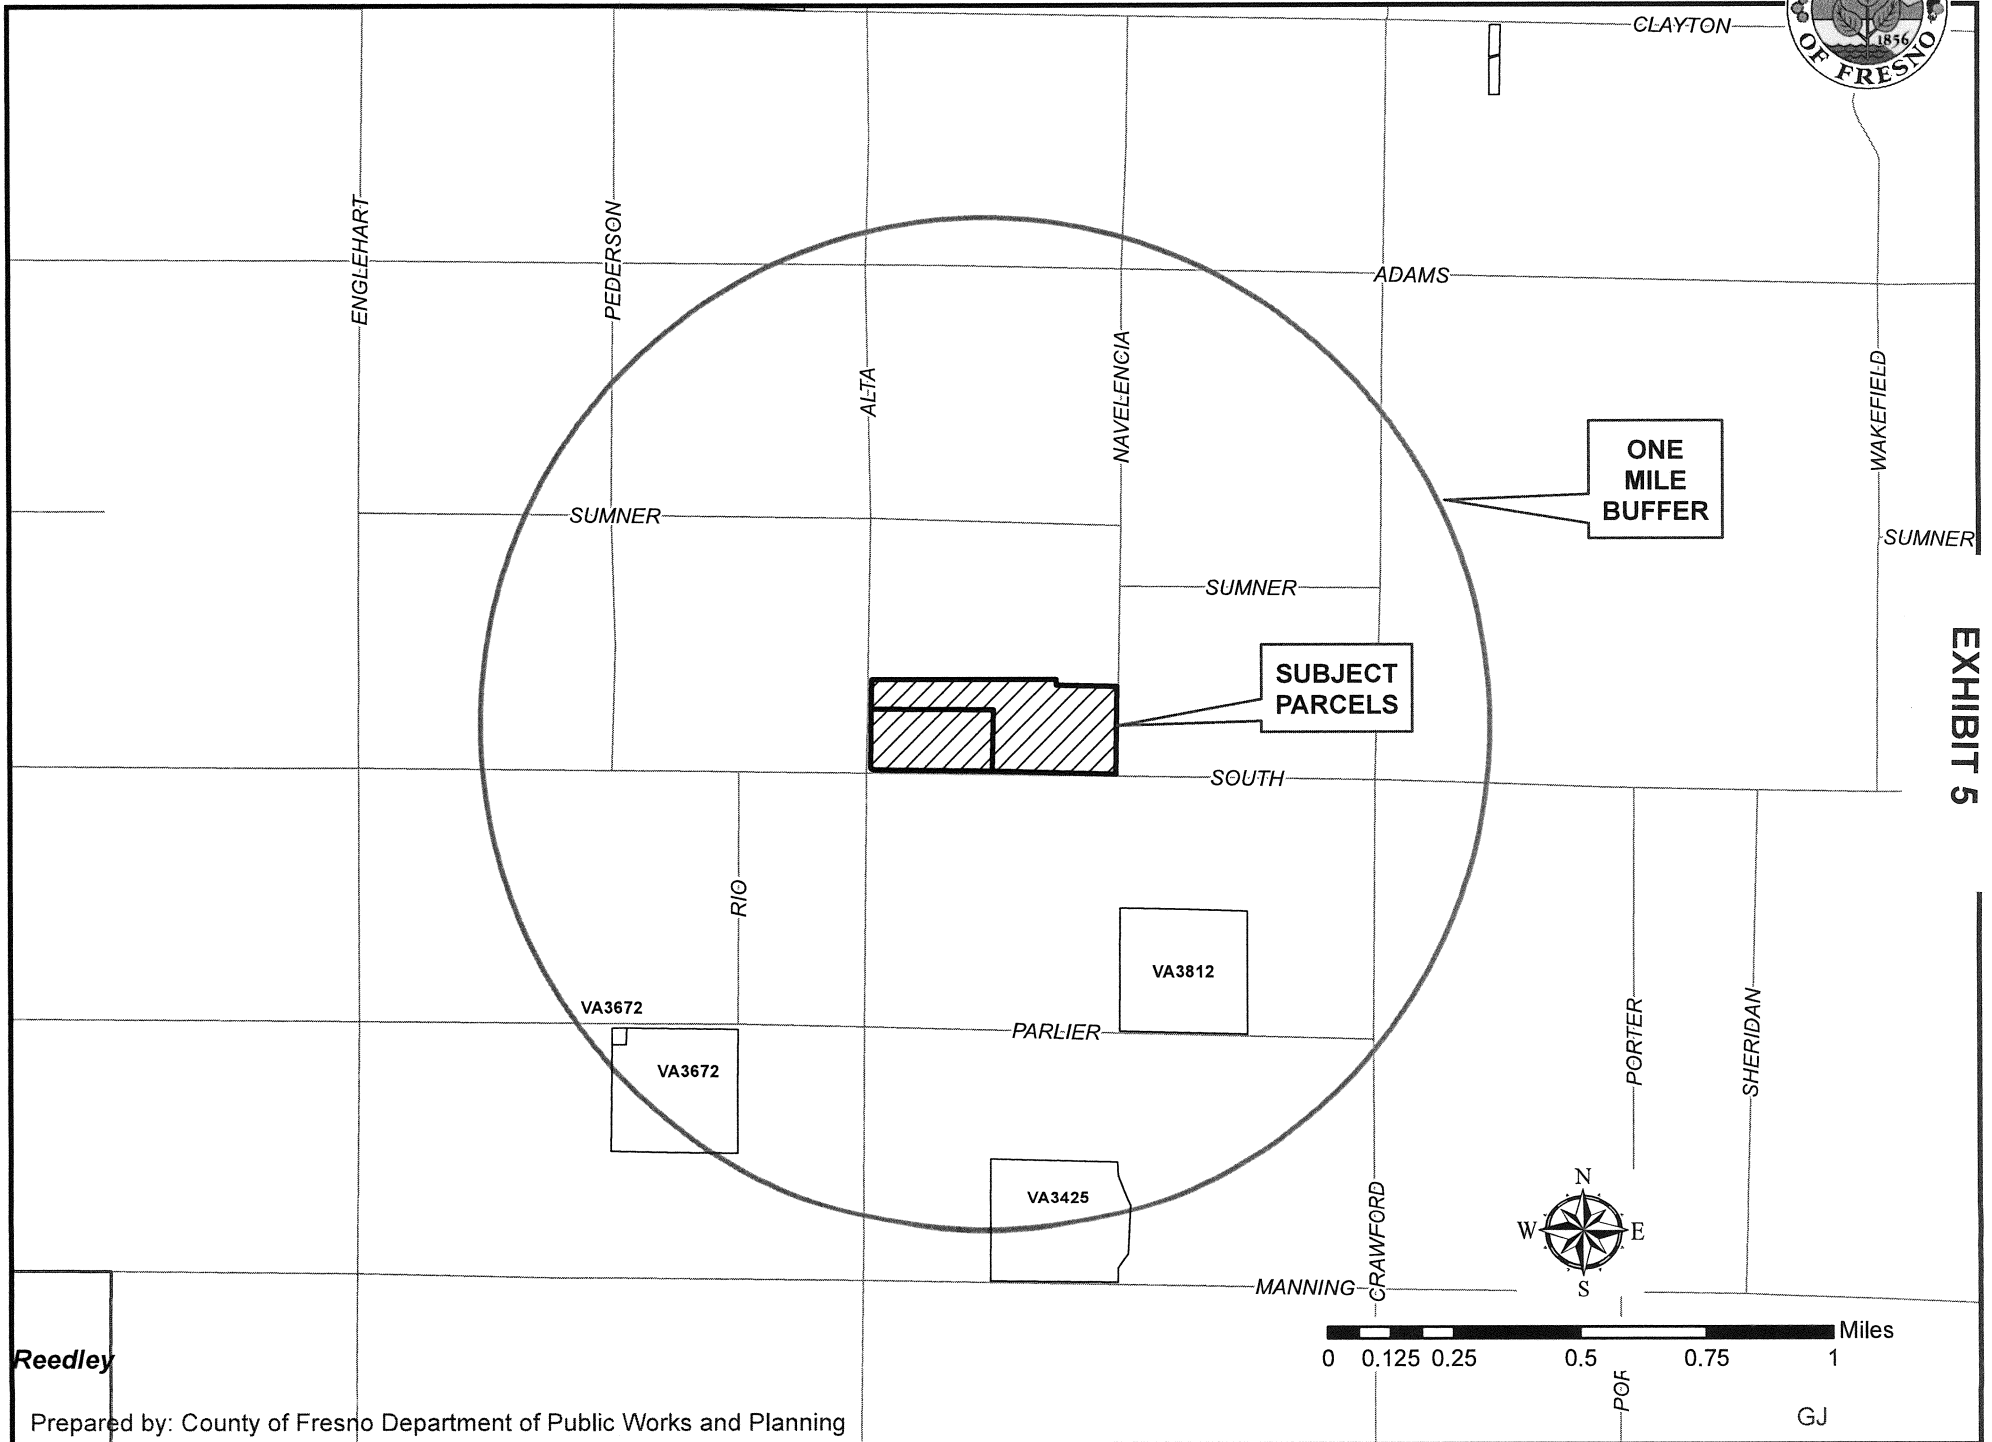 CLAYTON
1856
OF FRESNO
ENGLEHART
PEDERSON
ADAMS
ALTA
NAVELENCIA
WAKEFIELD
ONE
MILE
BUFFER
SUMNER
SUMNER
SUMNER
EXHIBIT 5
SUBJECT
PARCELS
SOUTH
RIO
VA3812
VA3672
PARLIER
VA3672
PORTER
SHERIDAN
VA3425
CRAWFORD
N
W
E
S
MANNING
Miles
0 0.125 0.25 0.5 0.75 1
Reedley
POR
Prepared by: County of Fresno Department of Public Works and Planning
GJ